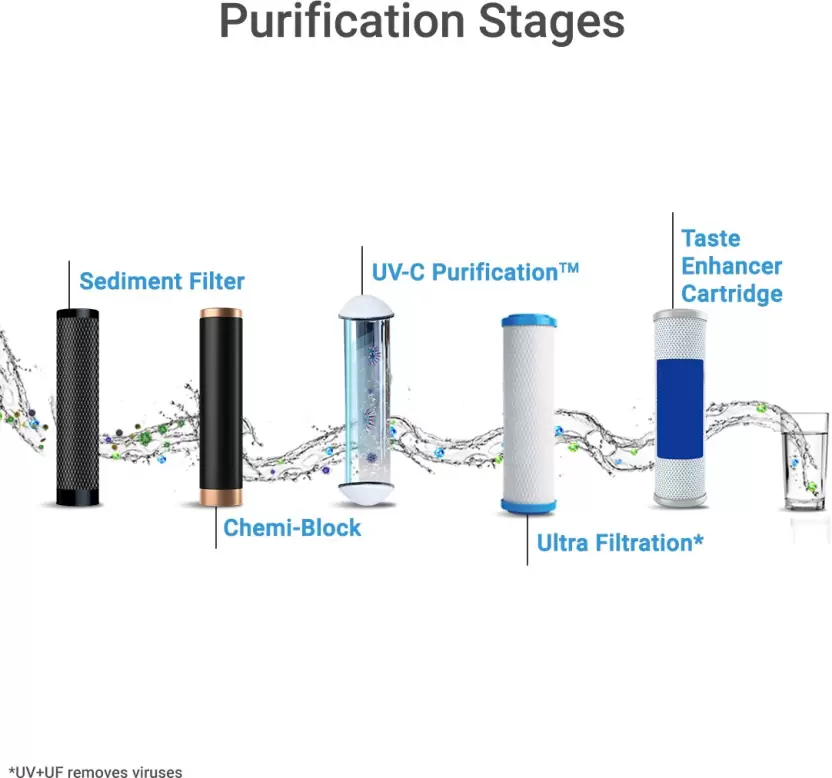 Purification Stages
Sediment Filter
Chemi-Block
UV-C Purification™
Ultra Filtration*
Taste
Enhancer
Cartridge
*UV+UF removes viruses